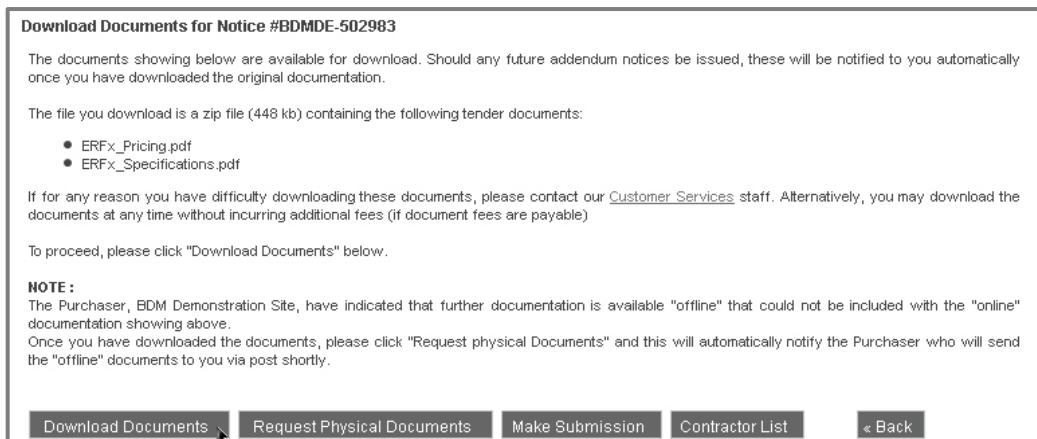 Download Documents for Notice #BDMDE-502983
The documents showing below are available for download. Should any future addendum notices be issued, these will be notified to you automatically
once you have downloaded the original documentation.
The file you download is a zip file (448 kb) containing the following tender documents:
● ERFx_Pricing.pdf
● ERFx_Specifications.pdf
If for any reason you have difficulty downloading these documents, please contact our Customer Services staff. Alternatively, you may download the
documents at any time without incurring additional fees (if document fees are payable)
To proceed, please click "Download Documents" below.
NOTE :
The Purchaser, BDM Demonstration Site, have indicated that further documentation is available "offline" that could not be included with the "online"
documentation showing above.
Once you have downloaded the documents, please click "Request physical Documents" and this will automatically notify the Purchaser who will send
the "offline" documents to you via post shortly.
Download Documents Request Physical Documents Make Submission Contractor List « Back